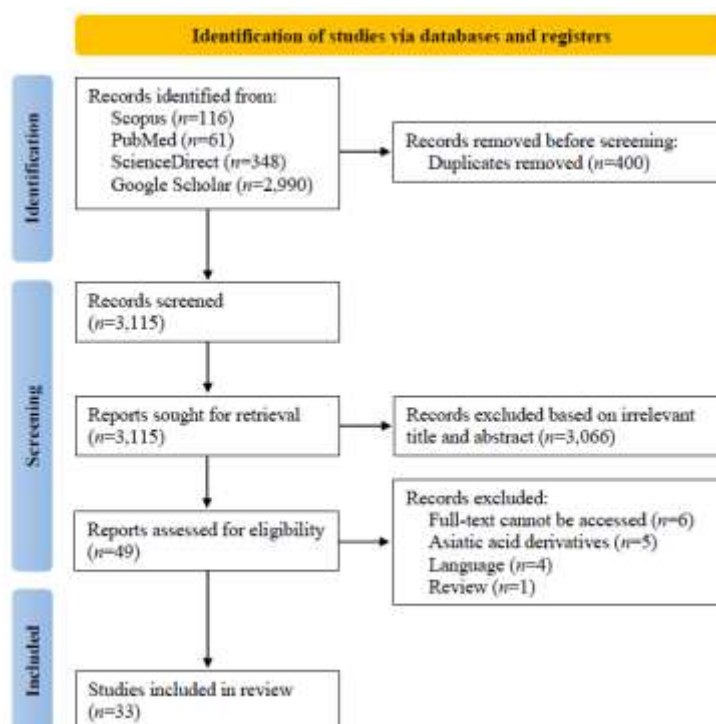 Identification of studies via databases and registers
Identification
Records identified from:
Scopus (n=116)
PubMed (n=61)
ScienceDirect (n=348)
Google Scholar (n=2,990)
Records removed before screening:
Duplicates removed (n=400)
Screening
Records screened
(n=3,115)
Reports sought for retrieval
(n=3,115)
Records excluded based on irrelevant
title and abstract (n=3,066)
Reports assessed for eligibility
(n=49)
Records excluded:
Full-text cannot be accessed (n=6)
Asiatic acid derivatives (n=5)
Language (n=4)
Review (n=1)
Included
Studies included in review
(n=33)